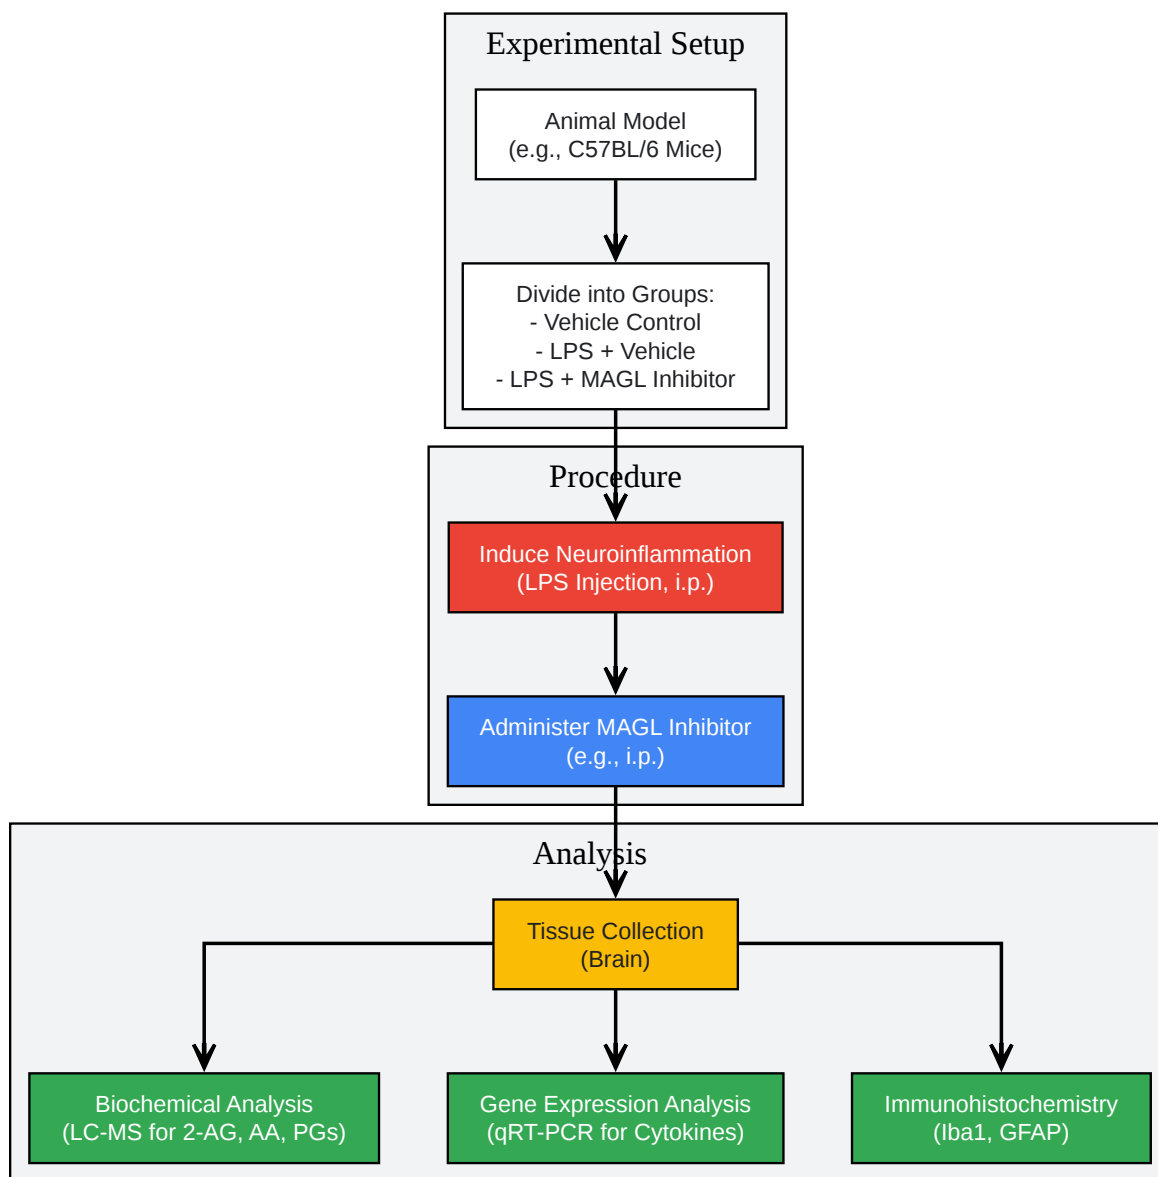 Experimental Setup
Animal Model
(e.g., C57BL/6 Mice)
Divide into Groups:
- Vehicle Control
- LPS + Vehicle
- LPS + MAGL Inhibitor
Procedure
Induce Neuroinflammation
(LPS Injection, i.p.)
Administer MAGL Inhibitor
(e.g., i.p.)
Analysis
Tissue Collection
(Brain)
Biochemical Analysis
(LC-MS for 2-AG, AA, PGs)
Gene Expression Analysis
(qRT-PCR for Cytokines)
Immunohistochemistry
(Iba1, GFAP)